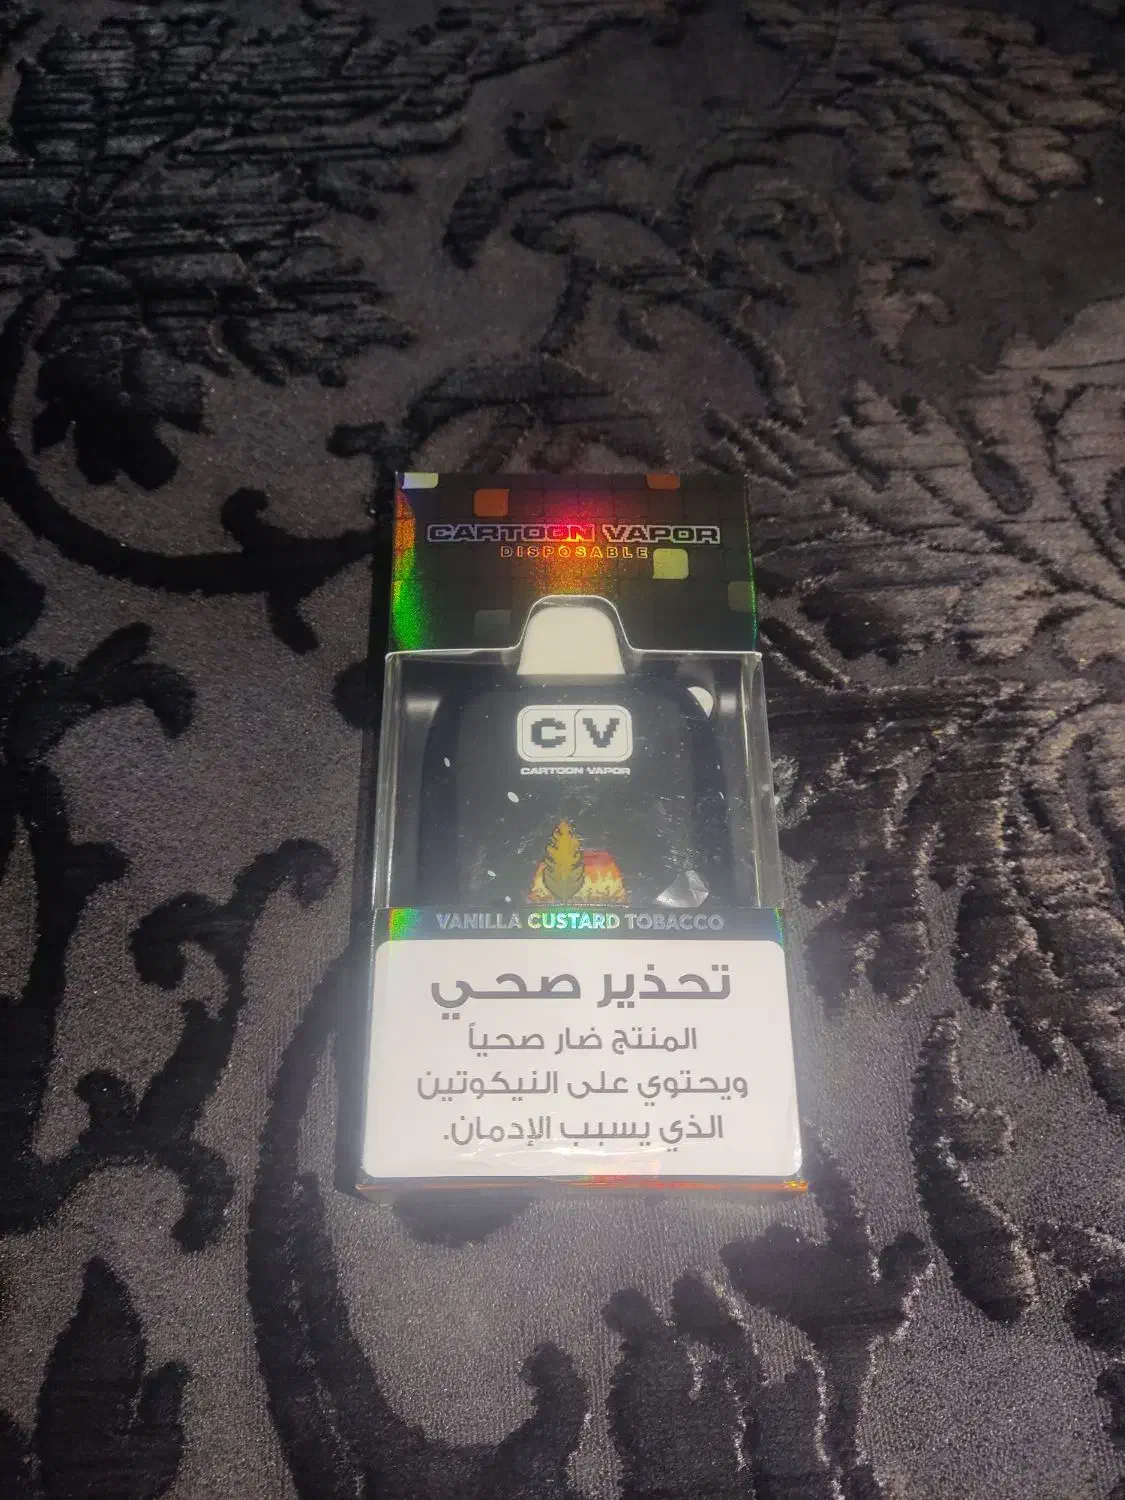 CARTOON VAPOR
DISPOSABLE
CV
CARTOON VAPOR
VANILLA CUSTARD TOBACCO
تحذير صحي
المنتج ضار صحياً
ويحتوي على النيكوتين
الذي يسبب الإدمان.